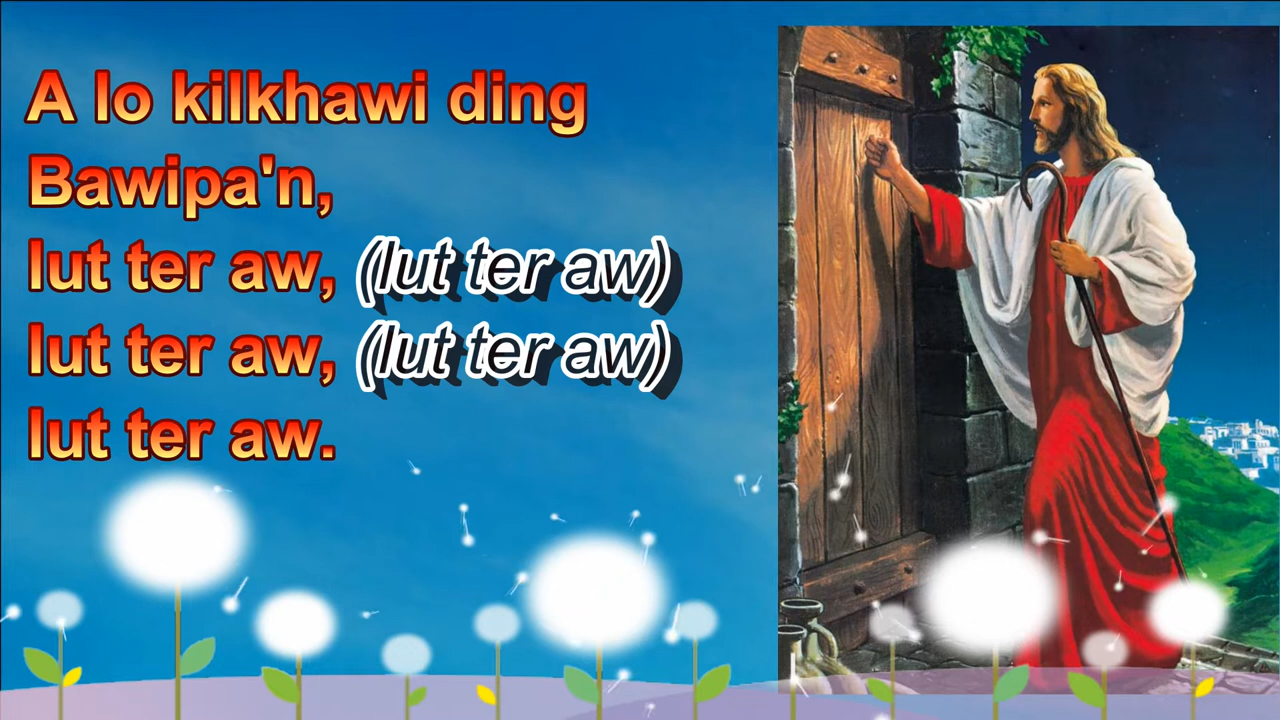 A lo kilkhawi ding
Bawipa'n,
lut ter aw, (lut ter aw)
lut ter aw, (lut ter aw)
lut ter aw.